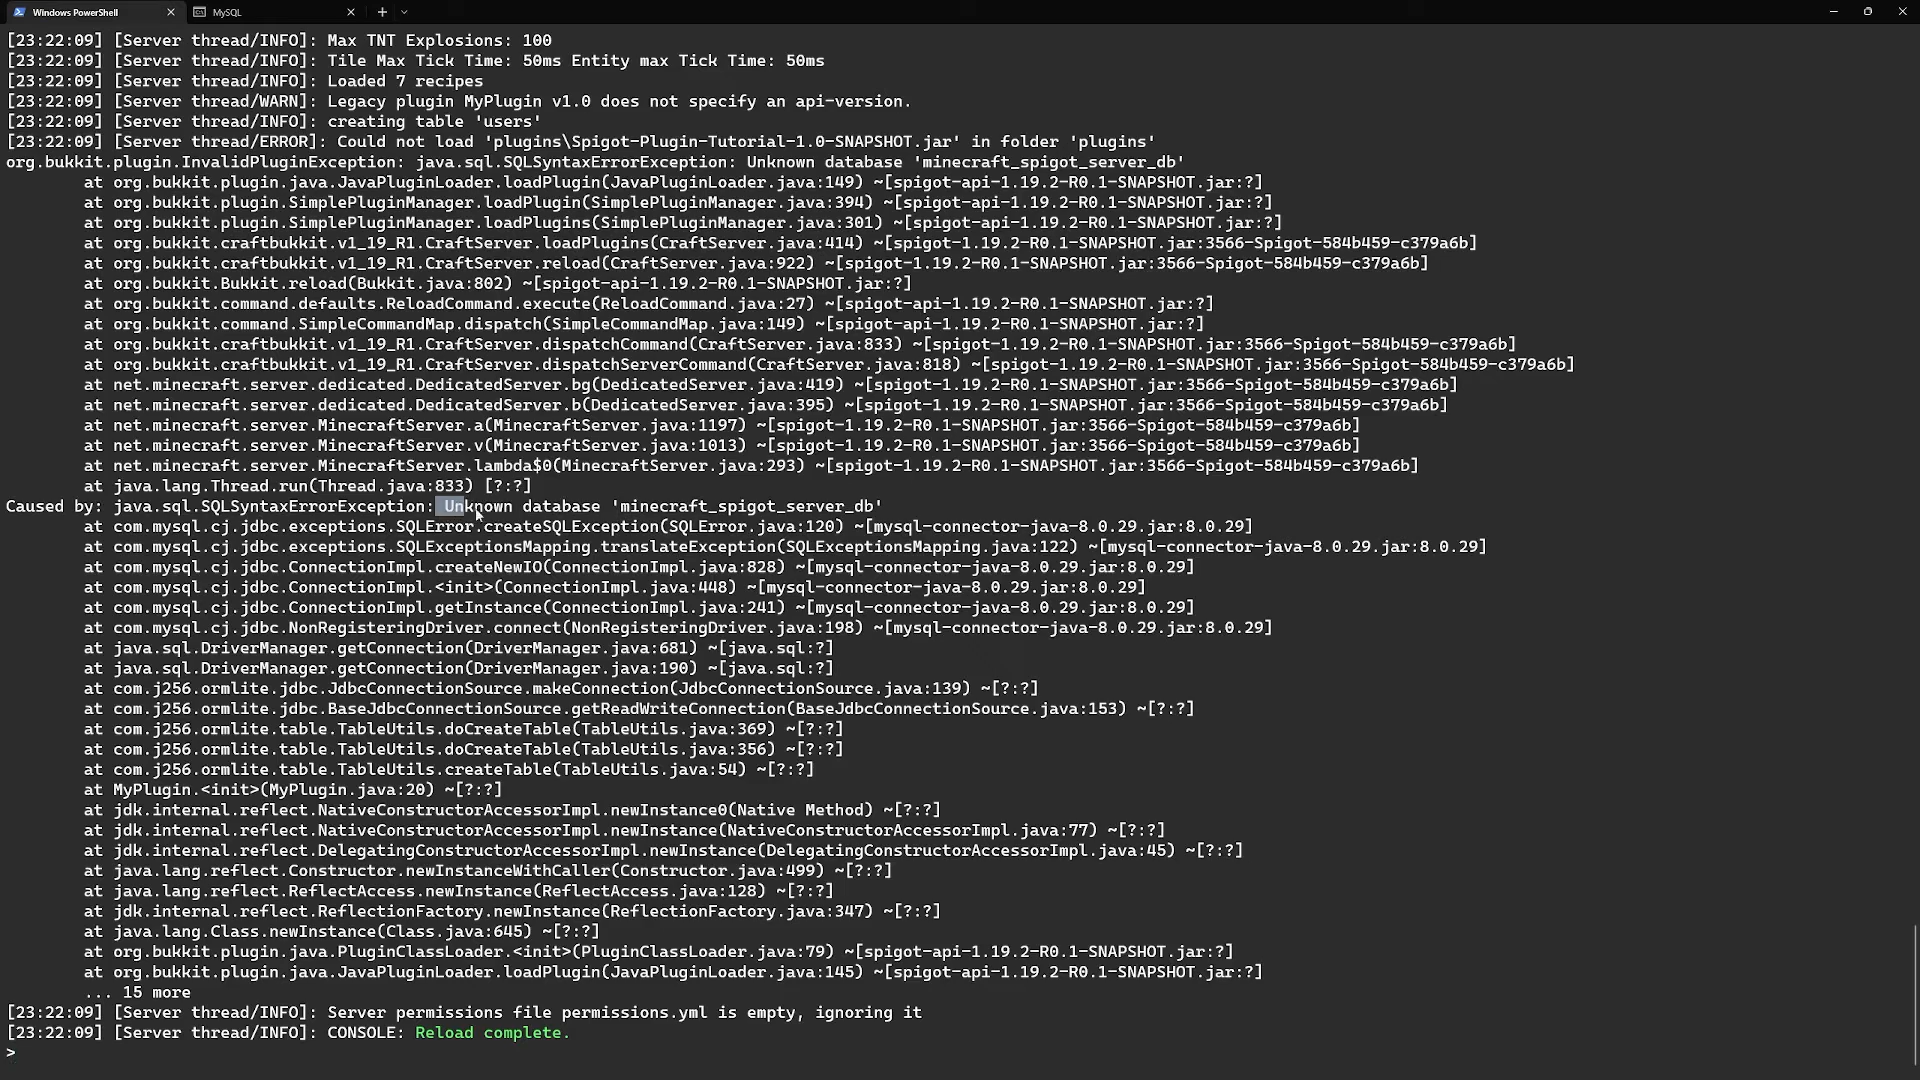 Windows PowerShell
MySQL
[23:22:09] [Server thread/INFO]: Max TNT Explosions: 100
[23:22:09] [Server thread/INFO]: Tile Max Tick Time: 50ms Entity max Tick Time: 50ms
[23:22:09] [Server thread/INFO]: Loaded 7 recipes
[23:22:09] [Server thread/WARN]: Legacy plugin MyPlugin v1.0 does not specify an api-version.
[23:22:09] [Server thread/INFO]: creating table 'users'
[23:22:09] [Server thread/ERROR]: Could not load 'plugins\Spigot-Plugin-Tutorial-1.0-SNAPSHOT.jar' in folder 'plugins'
org.bukkit.plugin.InvalidPluginException: java.sql.SQLSyntaxErrorException: Unknown database 'minecraft_spigot_server_db'
at org.bukkit.plugin.java.JavaPluginLoader.loadPlugin(JavaPluginLoader.java:149) ~[spigot-api-1.19.2-R0.1-SNAPSHOT.jar:?]
at org.bukkit.plugin.SimplePluginManager.loadPlugin(SimplePluginManager.java:394) ~[spigot-api-1.19.2-R0.1-SNAPSHOT.jar:?]
at org.bukkit.plugin.SimplePluginManager.loadPlugins(SimplePluginManager.java:301) ~[spigot-api-1.19.2-R0.1-SNAPSHOT.jar:?]
at org.bukkit.craftbukkit.v1_19_R1.CraftServer.loadPlugins(CraftServer.java:414) ~[spigot-1.19.2-R0.1-SNAPSHOT.jar:3566-Spigot-584b459-c379a6b]
at org.bukkit.craftbukkit.v1_19_R1.CraftServer.reload(CraftServer.java:922) ~[spigot-1.19.2-R0.1-SNAPSHOT.jar:3566-Spigot-584b459-c379a6b]
at org.bukkit.Bukkit.reload(Bukkit.java:802) ~[spigot-api-1.19.2-R0.1-SNAPSHOT.jar:?]
at org.bukkit.command.defaults.ReloadCommand.execute(ReloadCommand.java:27) ~[spigot-api-1.19.2-R0.1-SNAPSHOT.jar:?]
at org.bukkit.command.SimpleCommandMap.dispatch(SimpleCommandMap.java:149) ~[spigot-api-1.19.2-R0.1-SNAPSHOT.jar:?]
at org.bukkit.craftbukkit.v1_19_R1.CraftServer.dispatchCommand(CraftServer.java:833) ~[spigot-1.19.2-R0.1-SNAPSHOT.jar:3566-Spigot-584b459-c379a6b]
at org.bukkit.craftbukkit.v1_19_R1.CraftServer.dispatchServerCommand(CraftServer.java:818) ~[spigot-1.19.2-R0.1-SNAPSHOT.jar:3566-Spigot-584b459-c379a6b]
at net.minecraft.server.dedicated.DedicatedServer.bg(DedicatedServer.java:419) ~[spigot-1.19.2-R0.1-SNAPSHOT.jar:3566-Spigot-584b459-c379a6b]
at net.minecraft.server.dedicated.DedicatedServer.b(DedicatedServer.java:395) ~[spigot-1.19.2-R0.1-SNAPSHOT.jar:3566-Spigot-584b459-c379a6b]
at net.minecraft.server.MinecraftServer.a(MinecraftServer.java:1197) ~[spigot-1.19.2-R0.1-SNAPSHOT.jar:3566-Spigot-584b459-c379a6b]
at net.minecraft.server.MinecraftServer.v(MinecraftServer.java:1013) ~[spigot-1.19.2-R0.1-SNAPSHOT.jar:3566-Spigot-584b459-c379a6b]
at net.minecraft.server.MinecraftServer.lambda$0(MinecraftServer.java:293) ~[spigot-1.19.2-R0.1-SNAPSHOT.jar:3566-Spigot-584b459-c379a6b]
at java.lang.Thread.run(Thread.java:833) [?:?]
Caused by: java.sql.SQLSyntaxErrorException: Unknown database 'minecraft_spigot_server_db'
at com.mysql.cj.jdbc.exceptions.SQLError.createSQLException(SQLError.java:120) ~[mysql-connector-java-8.0.29.jar:8.0.29]
at com.mysql.cj.jdbc.exceptions.SQLExceptionsMapping.translateException(SQLExceptionsMapping.java:122) ~[mysql-connector-java-8.0.29.jar:8.0.29]
at com.mysql.cj.jdbc.ConnectionImpl.createNewIO(ConnectionImpl.java:828) ~[mysql-connector-java-8.0.29.jar:8.0.29]
at com.mysql.cj.jdbc.ConnectionImpl.<init>(ConnectionImpl.java:448) ~[mysql-connector-java-8.0.29.jar:8.0.29]
at com.mysql.cj.jdbc.ConnectionImpl.getInstance(ConnectionImpl.java:241) ~[mysql-connector-java-8.0.29.jar:8.0.29]
at com.mysql.cj.jdbc.NonRegisteringDriver.connect(NonRegisteringDriver.java:198) ~[mysql-connector-java-8.0.29.jar:8.0.29]
at java.sql.DriverManager.getConnection(DriverManager.java:681) ~[java.sql:?]
at java.sql.DriverManager.getConnection(DriverManager.java:190) ~[java.sql:?]
at com.j256.ormlite.jdbc.JdbcConnectionSource.makeConnection(JdbcConnectionSource.java:139) ~[?:?]
at com.j256.ormlite.jdbc.BaseJdbcConnectionSource.getReadWriteConnection(BaseJdbcConnectionSource.java:153) ~[?:?]
at com.j256.ormlite.table.TableUtils.doCreateTable(TableUtils.java:369) ~[?:?]
at com.j256.ormlite.table.TableUtils.doCreateTable(TableUtils.java:356) ~[?:?]
at com.j256.ormlite.table.TableUtils.createTable(TableUtils.java:54) ~[?:?]
at MyPlugin.<init>(MyPlugin.java:20) ~[?:?]
at jdk.internal.reflect.NativeConstructorAccessorImpl.newInstance0(Native Method) ~[?:?]
at jdk.internal.reflect.NativeConstructorAccessorImpl.newInstance(NativeConstructorAccessorImpl.java:77) ~[?:?]
at jdk.internal.reflect.DelegatingConstructorAccessorImpl.newInstance(DelegatingConstructorAccessorImpl.java:45) ~[?:?]
at java.lang.reflect.Constructor.newInstanceWithCaller(Constructor.java:499) ~[?:?]
at java.lang.reflect.ReflectAccess.newInstance(ReflectAccess.java:128) ~[?:?]
at jdk.internal.reflect.ReflectionFactory.newInstance(ReflectionFactory.java:347) ~[?:?]
at java.lang.Class.newInstance(Class.java:645) ~[?:?]
at org.bukkit.plugin.java.PluginClassLoader.<init>(PluginClassLoader.java:79) ~[spigot-api-1.19.2-R0.1-SNAPSHOT.jar:?]
at org.bukkit.plugin.java.JavaPluginLoader.loadPlugin(JavaPluginLoader.java:145) ~[spigot-api-1.19.2-R0.1-SNAPSHOT.jar:?]
... 15 more
[23:22:09] [Server thread/INFO]: Server permissions file permissions.yml is empty, ignoring it
[23:22:09] [Server thread/INFO]: CONSOLE: Reload complete.
>